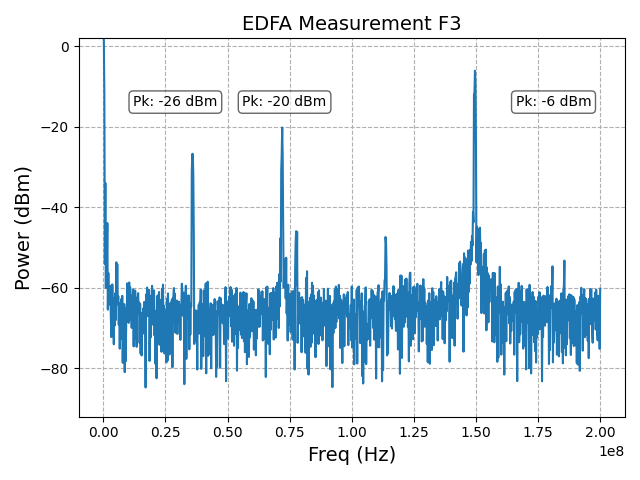 EDFA Measurement F3
Power (dBm)
0
−20
−40
−60
−80
Pk: -26 dBm
Pk: -20 dBm
Pk: -6 dBm
0.00 0.25 0.50 0.75 1.00 1.25 1.50 1.75 2.00
1e8
Freq (Hz)